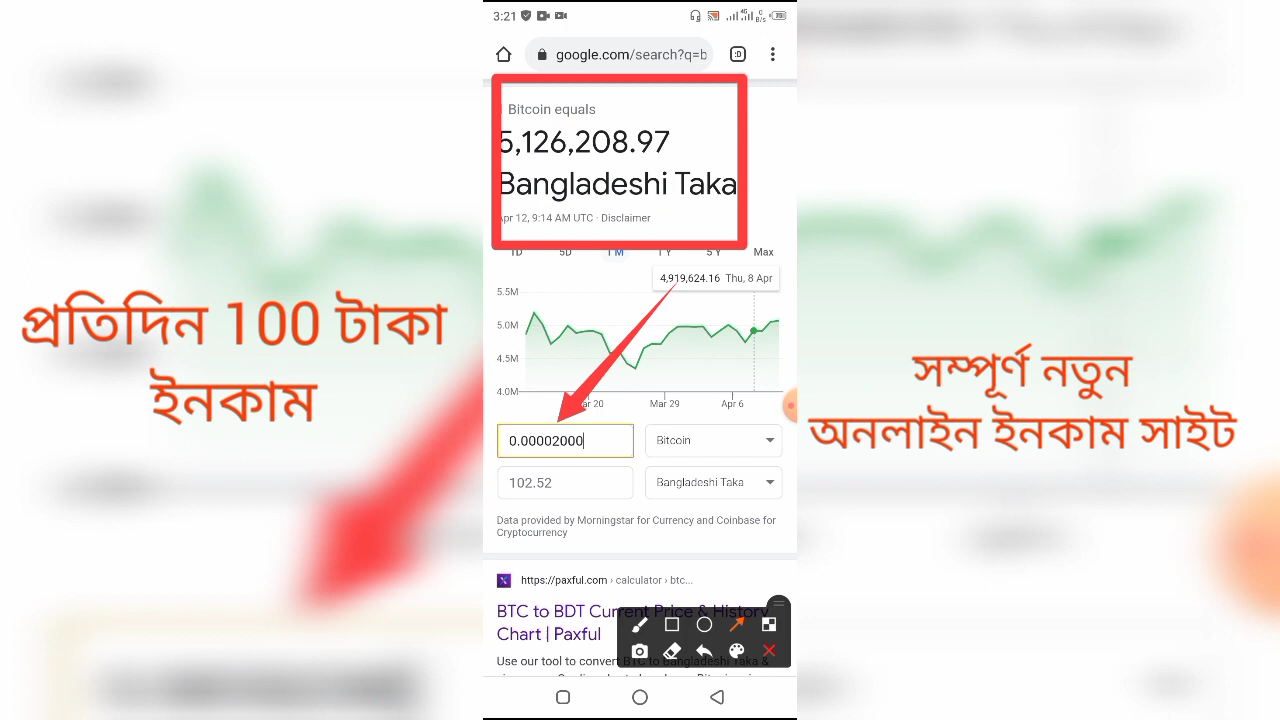 3:21
4G
0
B/s
70
google.com/search?q=b
:D
Bitcoin equals
5,126,208.97
Bangladeshi Taka
Apr 12, 9:14 AM UTC · Disclaimer
1D 5D 1M 1Y 5Y Max
4,919,624.16 Thu, 8 Apr
5.5M
5.0M
4.5M
4.0M
Mar 20 Mar 29 Apr 6
0.00002000 Bitcoin
102.52 Bangladeshi Taka
Data provided by Morningstar for Currency and Coinbase for
Cryptocurrency
https://paxful.com › calculator › btc...
BTC to BDT Current Price & History
Chart | Paxful
Use our tool to convert BTC to Bangladeshi Taka &
প্রতিদিন 100 টাকা
ইনকাম
সম্পূর্ণ নতুন
অনলাইন ইনকাম সাইট